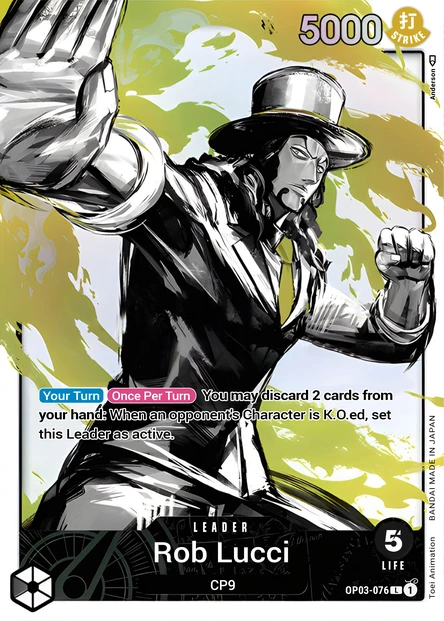 5000
打
STRIKE
Anderson
Your Turn Once Per Turn You may discard 2 cards from
your hand: When an opponent's Character is K.O.ed, set
this Leader as active.
LEADER
Rob Lucci
CP9
5
LIFE
OP03-076 L 1
Toei Animation BANDAI MADE IN JAPAN